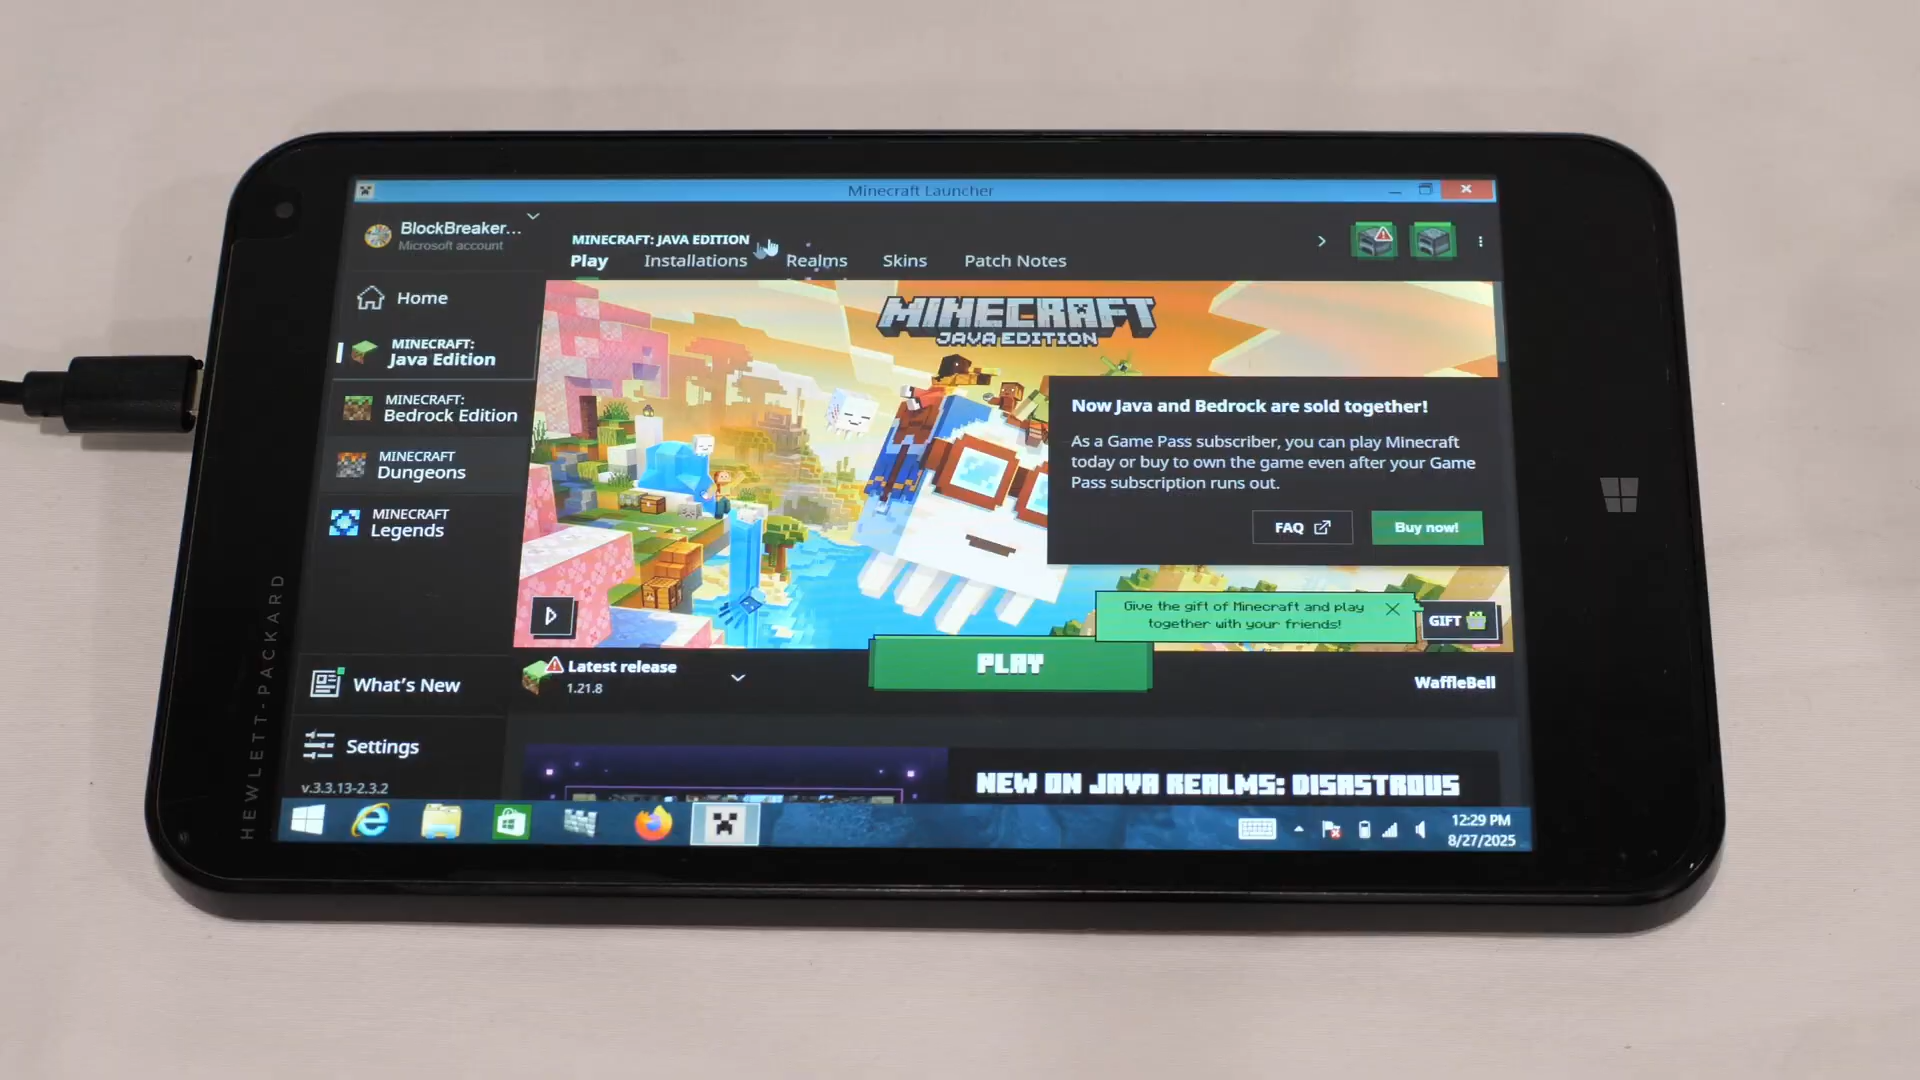 Minecraft Launcher
BlockBreaker...
Microsoft account
MINECRAFT: JAVA EDITION
Play
Installations
Realms
Skins
Patch Notes
Home
MINECRAFT:
Java Edition
MINECRAFT:
Bedrock Edition
MINECRAFT
Dungeons
MINECRAFT
Legends
MINECRAFT
JAVA EDITION
Now Java and Bedrock are sold together!
As a Game Pass subscriber, you can play Minecraft
today or buy to own the game even after your Game
Pass subscription runs out.
FAQ
Buy now!
Give the gift of Minecraft and play
together with your friends!
GIFT
Latest release
1.21.8
PLAY
WaffleBell
What's New
Settings
v.3.3.13-2.3.2
NEW ON JAVA REALMS: DISASTROUS
12:29 PM
8/27/2025
HEWLETT-PACKARD